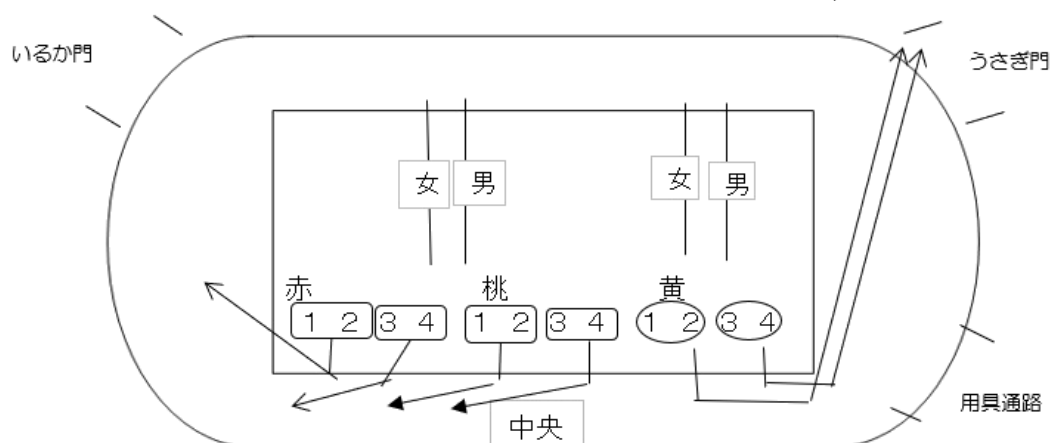 いるか門
うさぎ門
女 男 女 男
赤 桃 黄
1 2 3 4 1 2 3 4 1 2 3 4
用具通路
中央